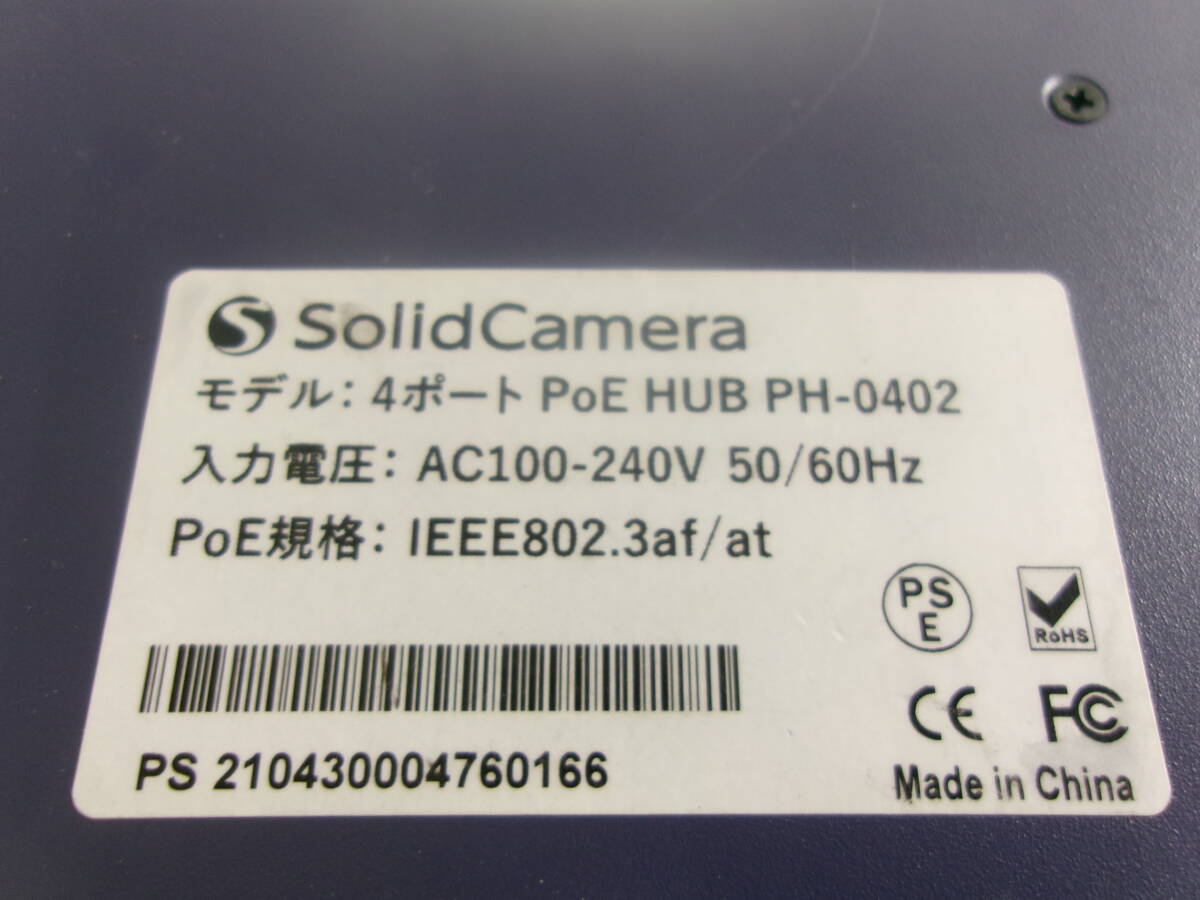 SolidCamera
モデル: 4ポート PoE HUB PH-0402
入力電圧: AC100-240V 50/60Hz
PoE規格: IEEE802.3af/at
PS
E
RoHS
CE FC
PS 210430004760166
Made in China